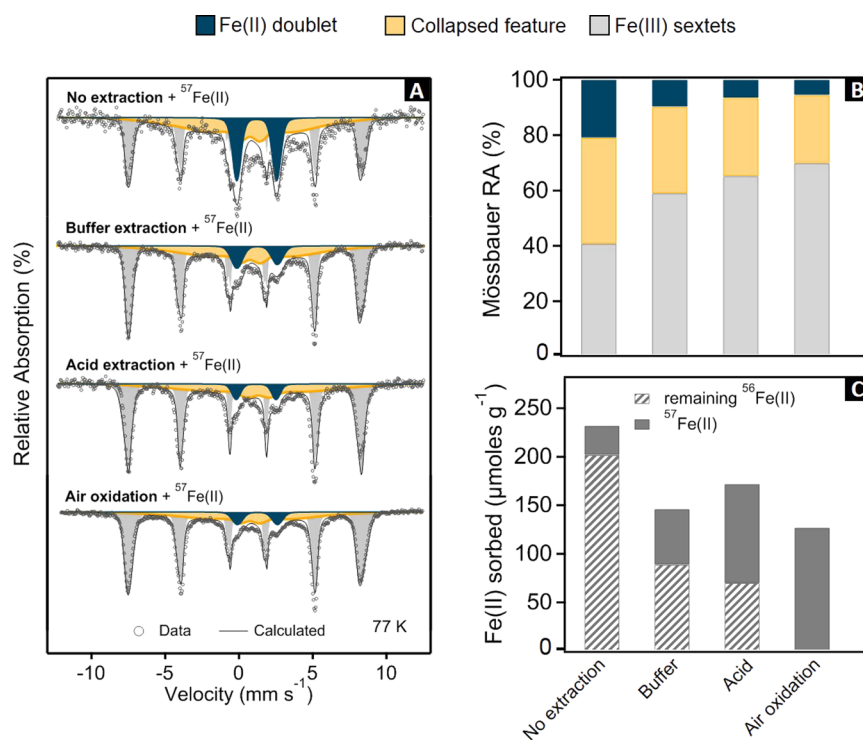 Fe(II) doublet Collapsed feature Fe(III) sextets
A
No extraction + ⁵⁷Fe(II)
Buffer extraction + ⁵⁷Fe(II)
Acid extraction + ⁵⁷Fe(II)
Air oxidation + ⁵⁷Fe(II)
Data Calculated 77 K
Relative Absorption (%)
-10 -5 0 5 10
Velocity (mm s⁻¹)
B
Mössbauer RA (%)
100
80
60
40
20
0
C
remaining ⁵⁶Fe(II)
⁵⁷Fe(II)
Fe(II) sorbed (µmoles g⁻¹)
250
200
150
100
50
0
No extraction
Buffer
Acid
Air oxidation